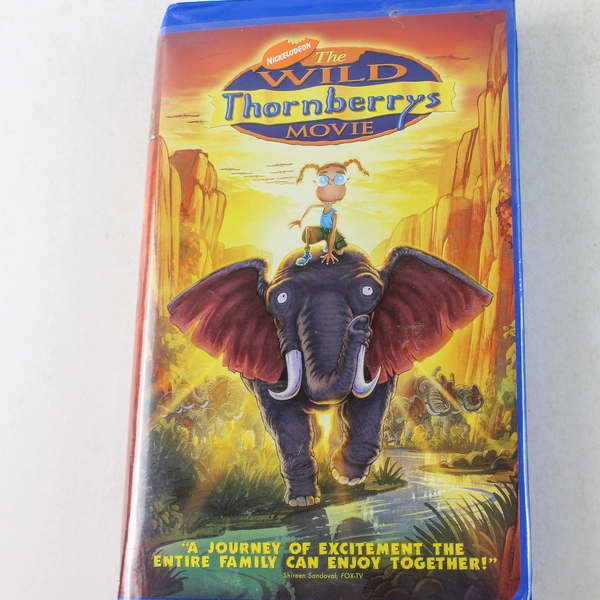 NICKELODEON
The
WILD
Thornberrys
MOVIE
"A JOURNEY OF EXCITEMENT THE
ENTIRE FAMILY CAN ENJOY TOGETHER!"
-Shireen Sandoval, FOX-TV